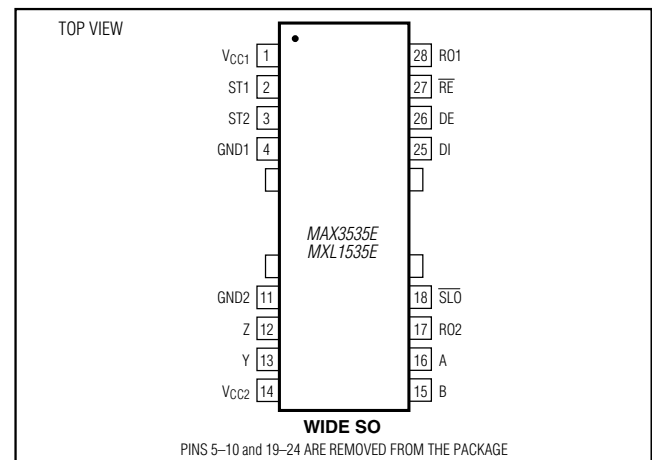 TOP VIEW
VCC1 1 28 RO1
ST1 2 27 RE
ST2 3 26 DE
GND1 4 25 DI
MAX3535E
MXL1535E
GND2 11 18 SLO
Z 12 17 RO2
Y 13 16 A
VCC2 14 15 B
WIDE SO
PINS 5–10 and 19–24 ARE REMOVED FROM THE PACKAGE